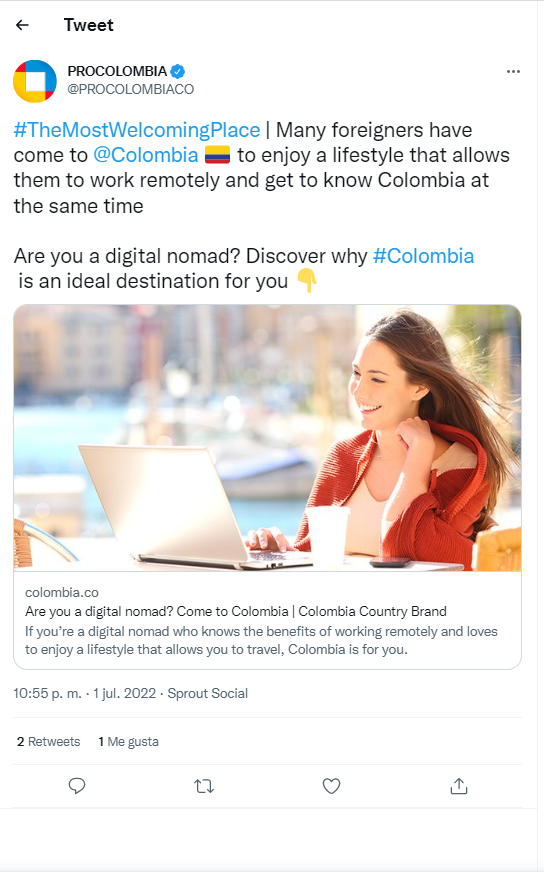 Tweet
PROCOLOMBIA
@PROCOLOMBIACO
#TheMostWelcomingPlace | Many foreigners have
come to @Colombia 🇨🇴 to enjoy a lifestyle that allows
them to work remotely and get to know Colombia at
the same time
Are you a digital nomad? Discover why #Colombia
is an ideal destination for you 👇
colombia.co
Are you a digital nomad? Come to Colombia | Colombia Country Brand
If you're a digital nomad who knows the benefits of working remotely and loves
to enjoy a lifestyle that allows you to travel, Colombia is for you.
10:55 p. m. · 1 jul. 2022 · Sprout Social
2 Retweets 1 Me gusta